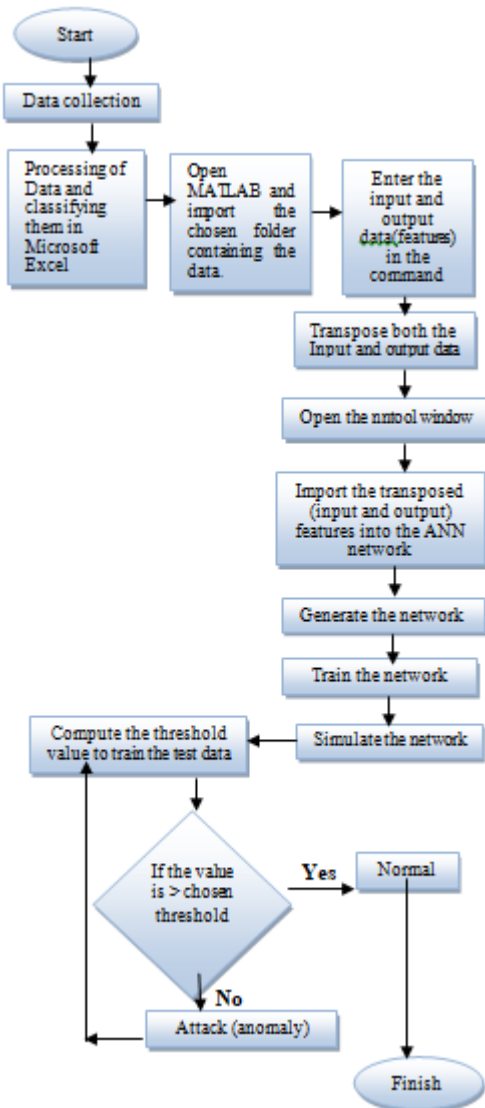 Start
Data collection
Processing of
Data and
classifying
them in
Microsoft
Excel
Open
MATLAB and
import the
chosen folder
containing the
data.
Enter the
input and
output
data(features)
in the
command
Transpose both the
Input and output data
Open the nntool window
Import the transposed
(input and output)
features into the ANN
network
Generate the network
Train the network
Simulate the network
Compute the threshold
value to train the test data
If the value
is > chosen
threshold
Yes
Normal
No
Attack (anomaly)
Finish